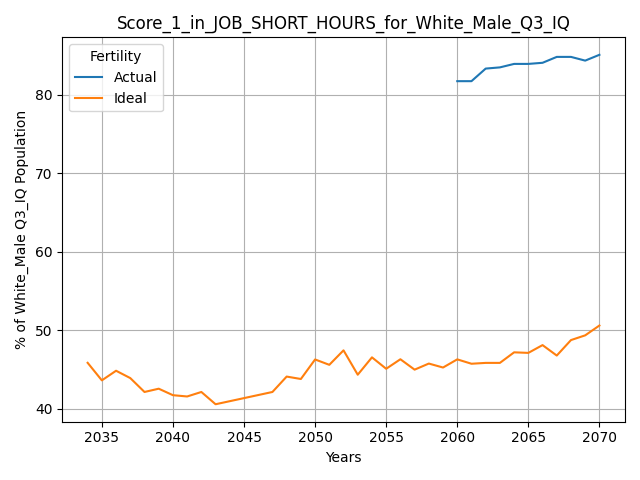 Score_1_in_JOB_SHORT_HOURS_for_White_Male_Q3_IQ
Fertility
Actual
Ideal
% of White_Male Q3_IQ Population
80
70
60
50
40
2035 2040 2045 2050 2055 2060 2065 2070
Years